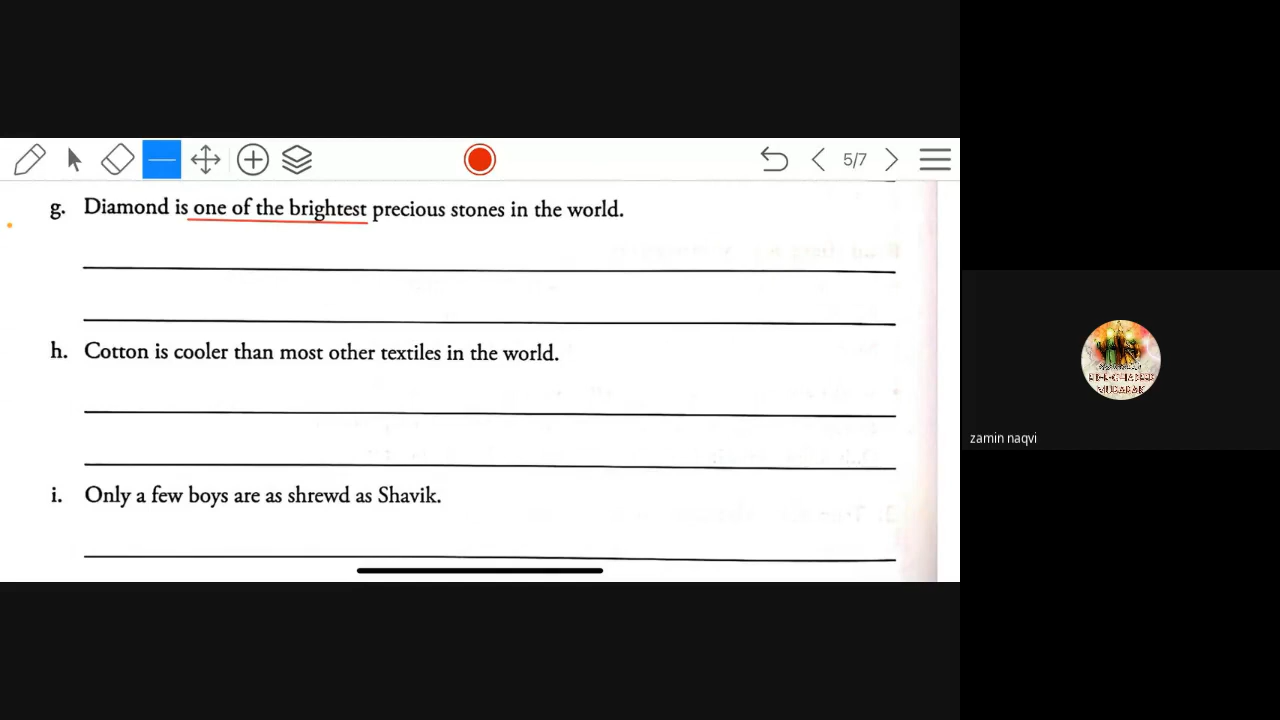 5/7
g. Diamond is one of the brightest precious stones in the world.
h. Cotton is cooler than most other textiles in the world.
i. Only a few boys are as shrewd as Shavik.
MUBARAK
zamin naqvi